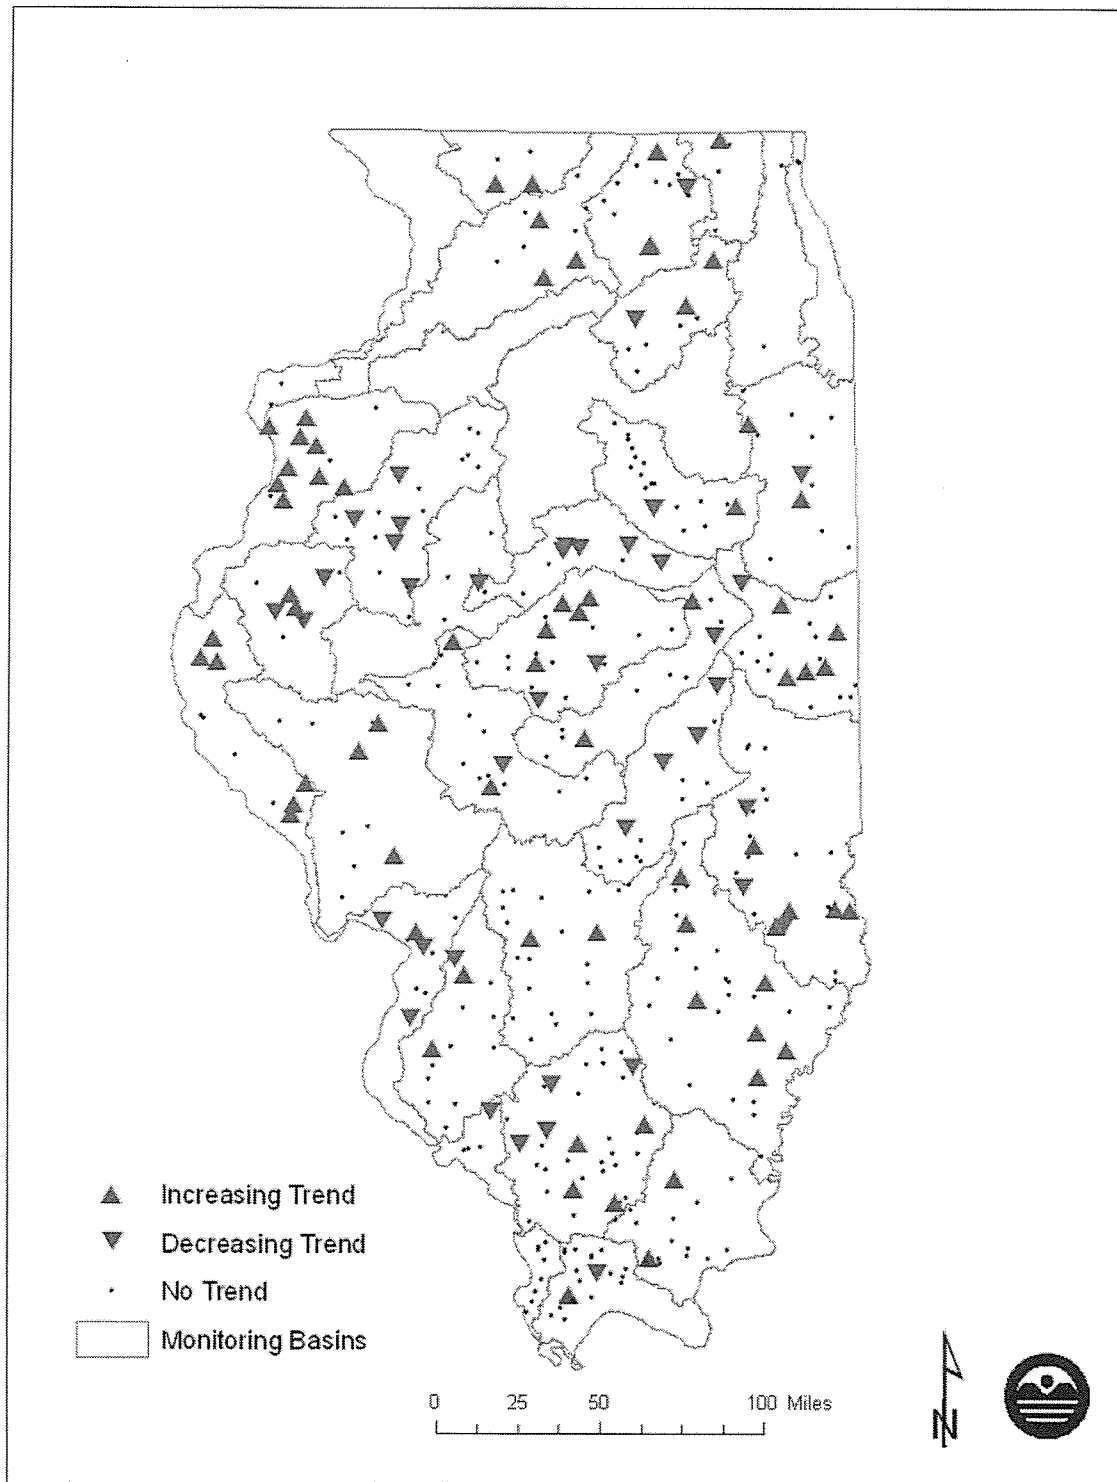 Increasing Trend
Decreasing Trend
No Trend
Monitoring Basins
0 25 50 100 Miles
N